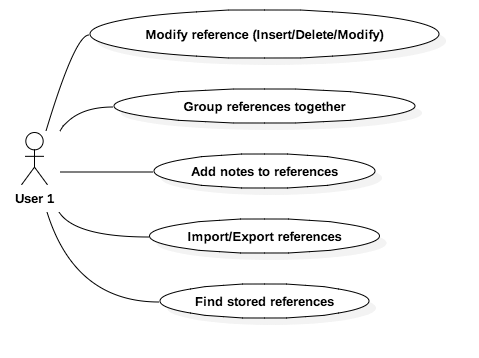 Modify reference (Insert/Delete/Modify)
Group references together
Add notes to references
User 1
Import/Export references
Find stored references